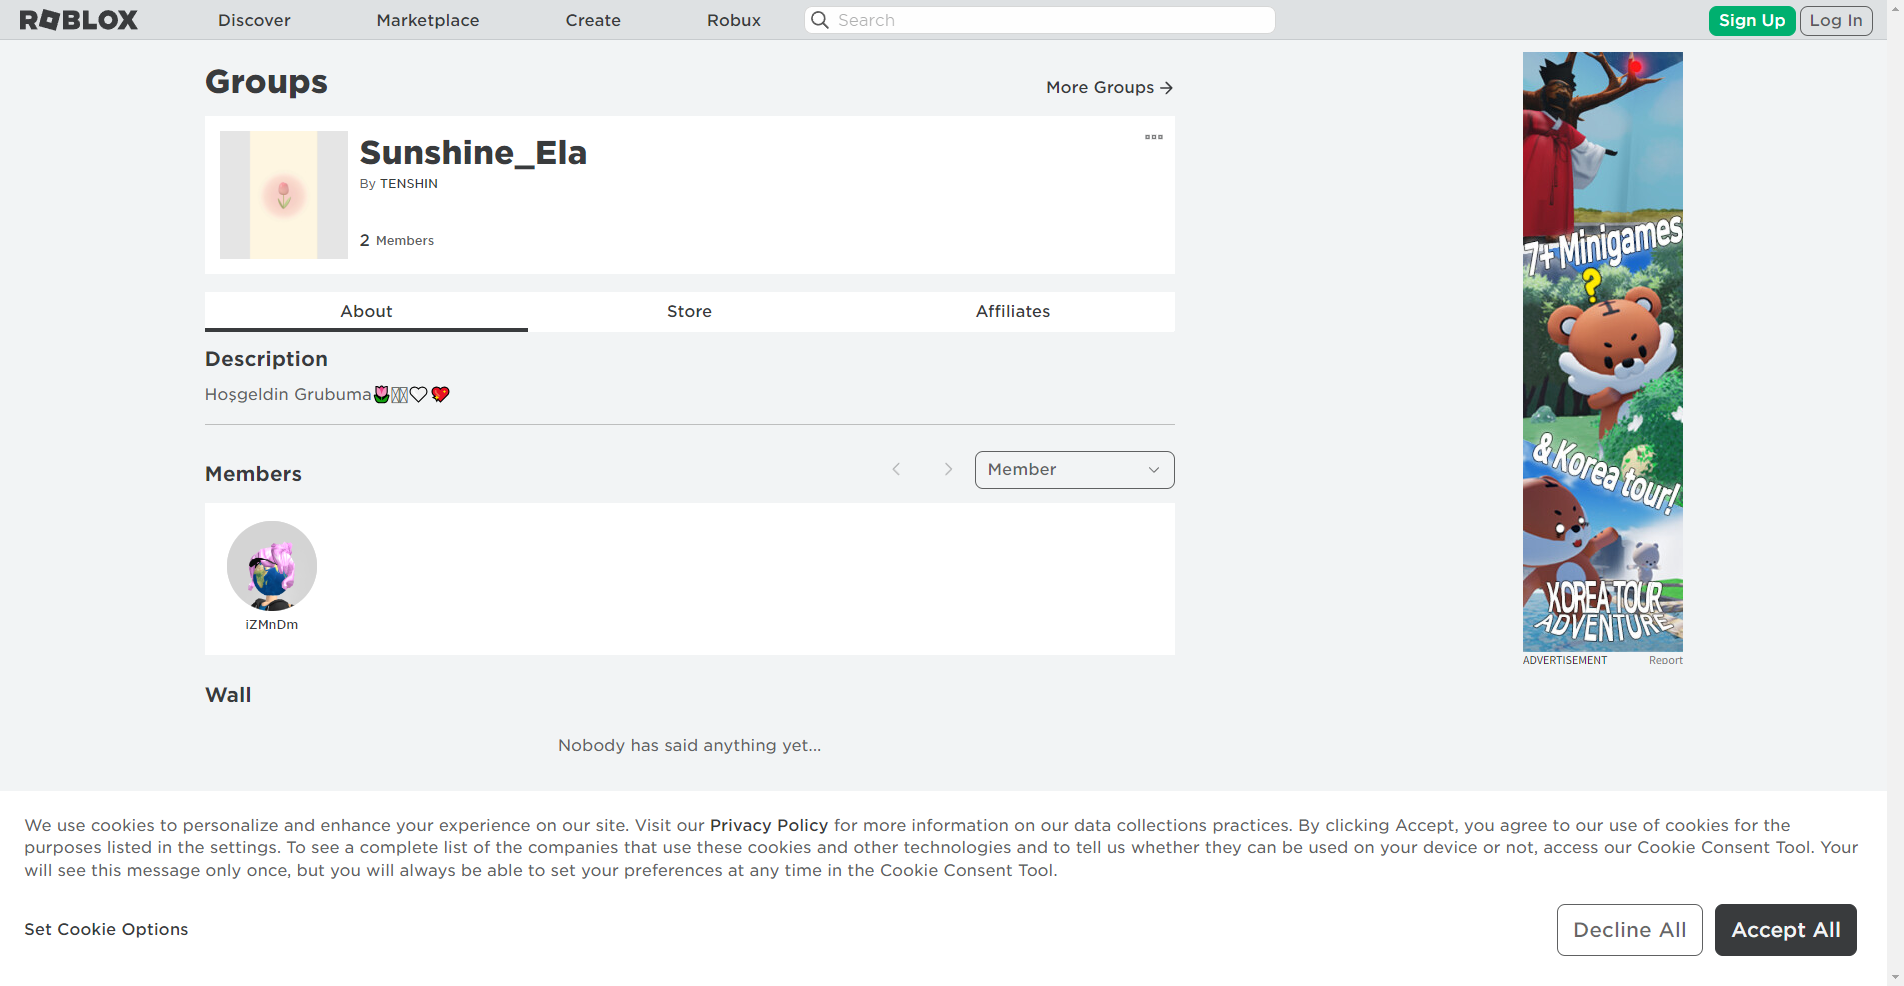 ROBLOX Discover Marketplace Create Robux Search Sign Up Log In
Groups
More Groups
Sunshine_Ela
By TENSHIN
2 Members
About Store Affiliates
Description
Hoşgeldin Grubuma🌷🤍💖
Members
Member
iZMnDm
Wall
Nobody has said anything yet...
7+ Minigames
?
& Korea tour!
KOREA TOUR
ADVENTURE
ADVERTISEMENT Report
We use cookies to personalize and enhance your experience on our site. Visit our Privacy Policy for more information on our data collections practices. By clicking Accept, you agree to our use of cookies for the
purposes listed in the settings. To see a complete list of the companies that use these cookies and other technologies and to tell us whether they can be used on your device or not, access our Cookie Consent Tool. Your
will see this message only once, but you will always be able to set your preferences at any time in the Cookie Consent Tool.
Set Cookie Options
Decline All Accept All